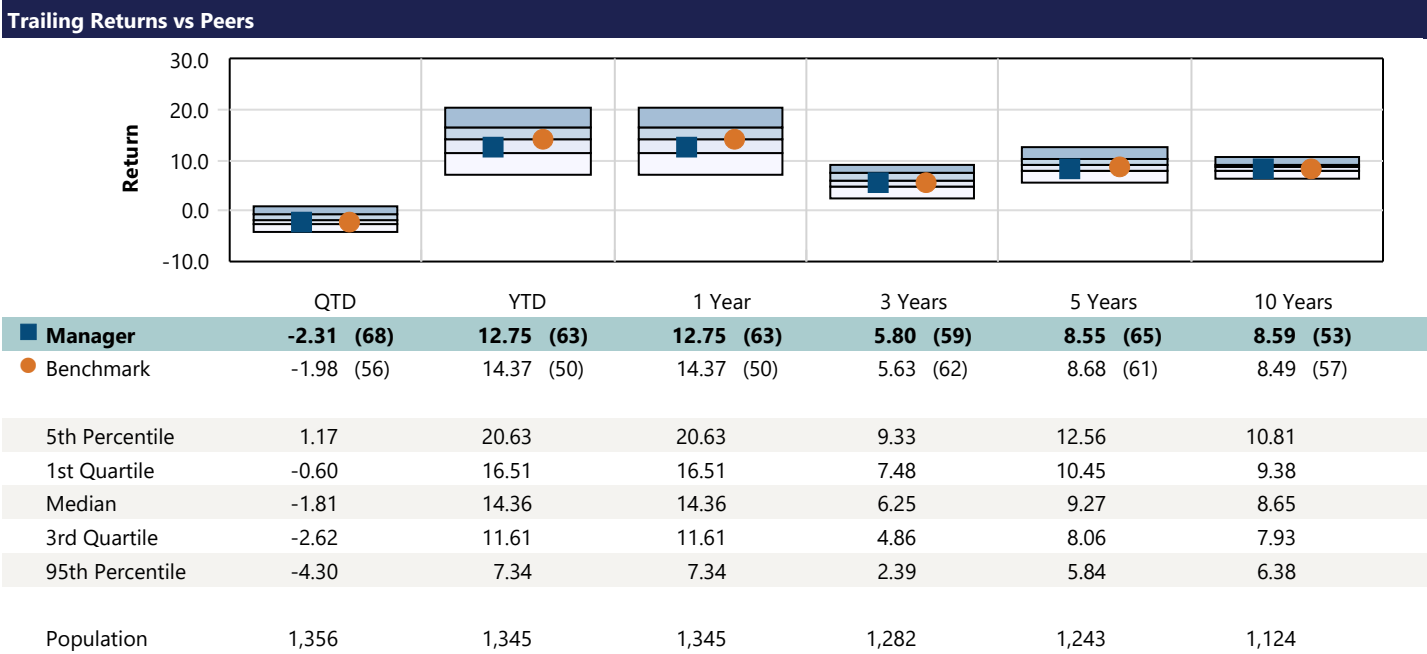 Trailing Returns vs Peers
30.0
20.0
10.0
0.0
-10.0
Return
QTD YTD 1 Year 3 Years 5 Years 10 Years
Manager -2.31 (68) 12.75 (63) 12.75 (63) 5.80 (59) 8.55 (65) 8.59 (53)
Benchmark -1.98 (56) 14.37 (50) 14.37 (50) 5.63 (62) 8.68 (61) 8.49 (57)
5th Percentile 1.17 20.63 20.63 9.33 12.56 10.81
1st Quartile -0.60 16.51 16.51 7.48 10.45 9.38
Median -1.81 14.36 14.36 6.25 9.27 8.65
3rd Quartile -2.62 11.61 11.61 4.86 8.06 7.93
95th Percentile -4.30 7.34 7.34 2.39 5.84 6.38
Population 1,356 1,345 1,345 1,282 1,243 1,124